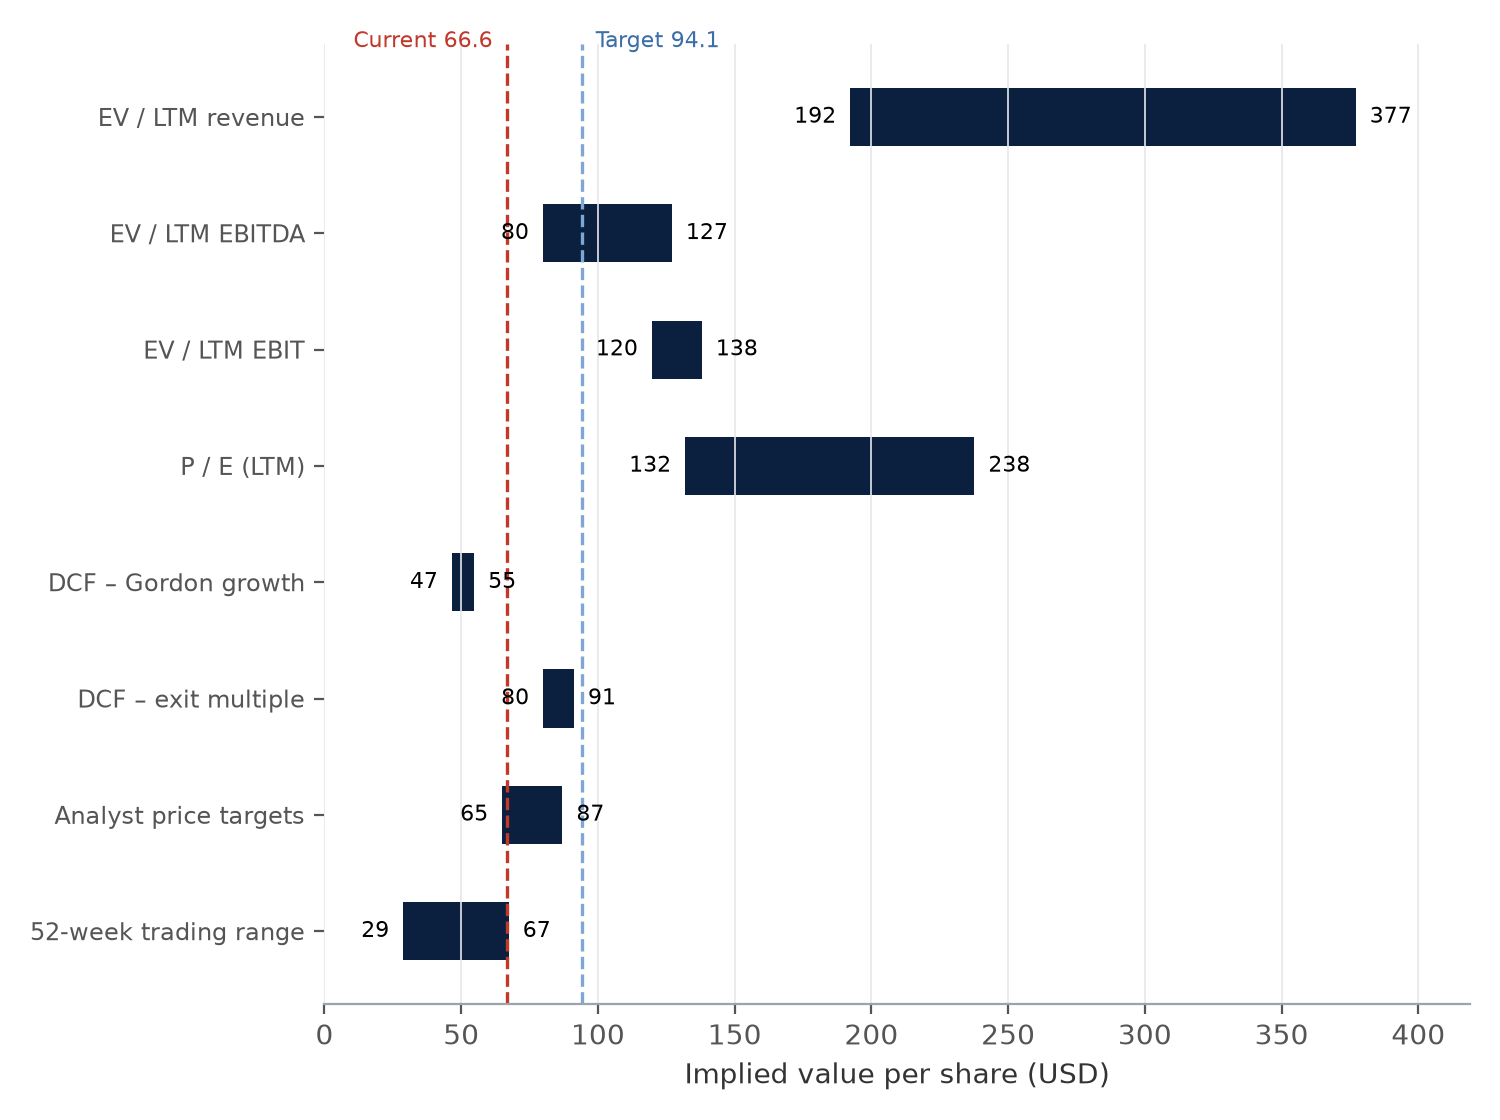 Current 66.6
Target 94.1
EV / LTM revenue
192
377
EV / LTM EBITDA
80
127
EV / LTM EBIT
120
138
P / E (LTM)
132
238
DCF – Gordon growth
47
55
DCF – exit multiple
80
91
Analyst price targets
65
87
52-week trading range
29
67
0 50 100 150 200 250 300 350 400
Implied value per share (USD)